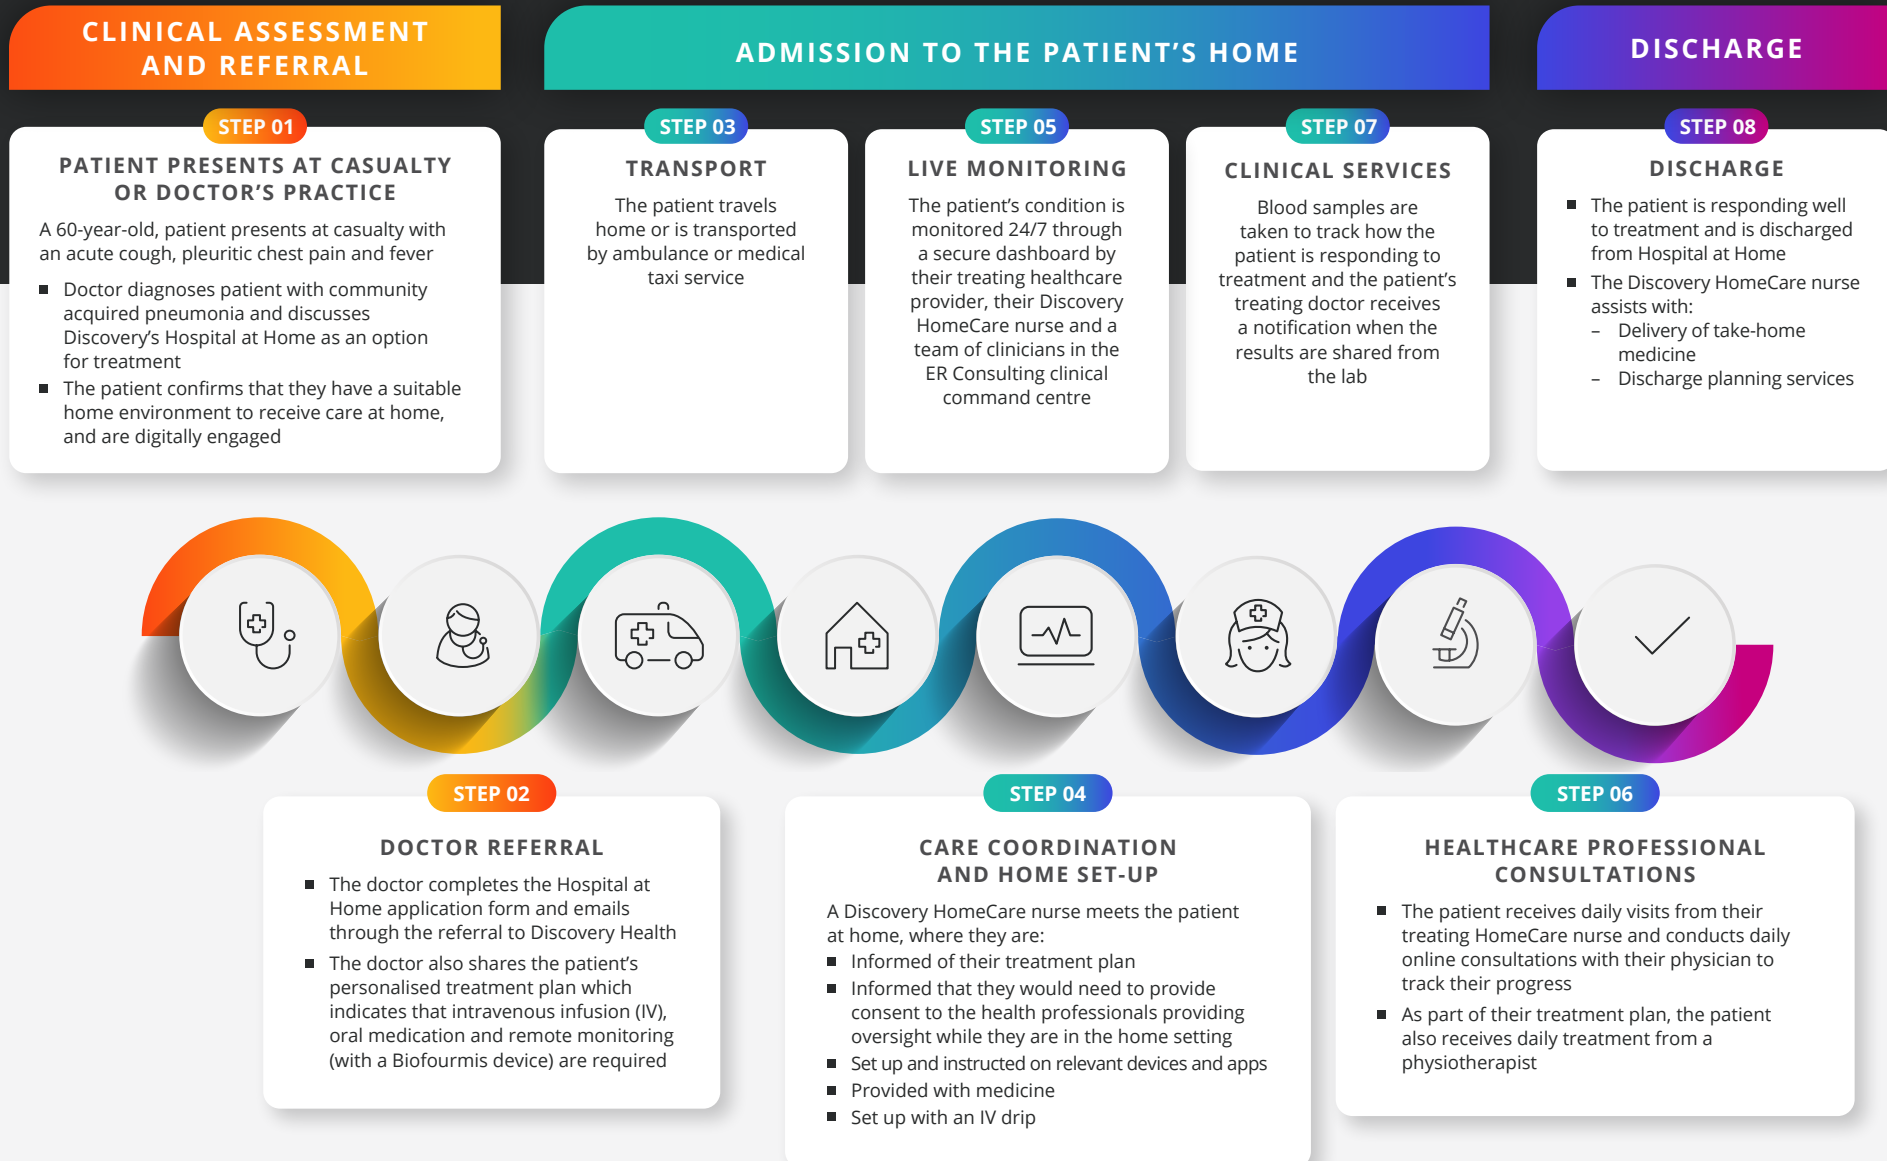 CLINICAL ASSESSMENT
AND REFERRAL
ADMISSION TO THE PATIENT’S HOME
DISCHARGE
STEP 01
PATIENT PRESENTS AT CASUALTY
OR DOCTOR’S PRACTICE
A 60-year-old, patient presents at casualty with
an acute cough, pleuritic chest pain and fever
■ Doctor diagnoses patient with community
acquired pneumonia and discusses
Discovery’s Hospital at Home as an option
for treatment
■ The patient confirms that they have a suitable
home environment to receive care at home,
and are digitally engaged
STEP 03
TRANSPORT
The patient travels
home or is transported
by ambulance or medical
taxi service
STEP 05
LIVE MONITORING
The patient’s condition is
monitored 24/7 through
a secure dashboard by
their treating healthcare
provider, their Discovery
HomeCare nurse and a
team of clinicians in the
ER Consulting clinical
command centre
STEP 07
CLINICAL SERVICES
Blood samples are
taken to track how the
patient is responding to
treatment and the patient’s
treating doctor receives
a notification when the
results are shared from
the lab
STEP 08
DISCHARGE
■ The patient is responding well
to treatment and is discharged
from Hospital at Home
■ The Discovery HomeCare nurse
assists with:
– Delivery of take-home
medicine
– Discharge planning services
STEP 02
DOCTOR REFERRAL
■ The doctor completes the Hospital at
Home application form and emails
through the referral to Discovery Health
■ The doctor also shares the patient’s
personalised treatment plan which
indicates that intravenous infusion (IV),
oral medication and remote monitoring
(with a Biofourmis device) are required
STEP 04
CARE COORDINATION
AND HOME SET-UP
A Discovery HomeCare nurse meets the patient
at home, where they are:
■ Informed of their treatment plan
■ Informed that they would need to provide
consent to the health professionals providing
oversight while they are in the home setting
■ Set up and instructed on relevant devices and apps
■ Provided with medicine
■ Set up with an IV drip
STEP 06
HEALTHCARE PROFESSIONAL
CONSULTATIONS
■ The patient receives daily visits from their
treating HomeCare nurse and conducts daily
online consultations with their physician to
track their progress
■ As part of their treatment plan, the patient
also receives daily treatment from a
physiotherapist